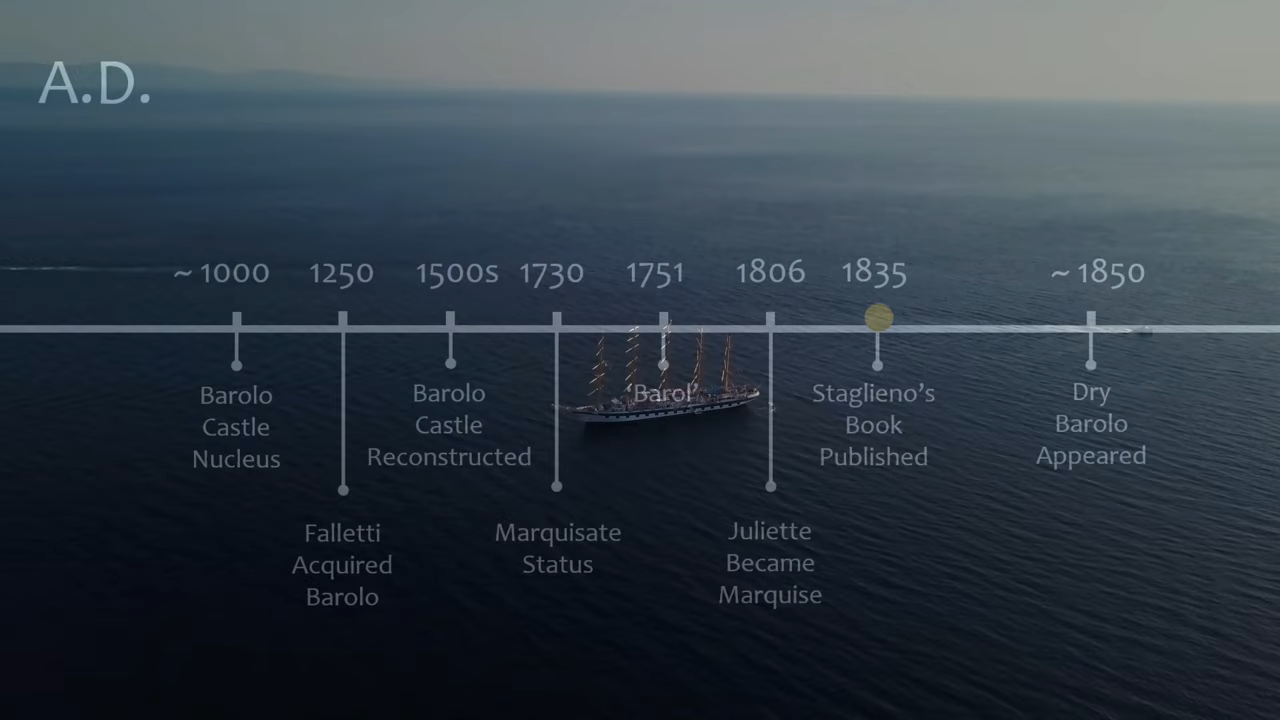 A.D.
~ 1000 1250 1500s 1730 1751 1806 1835 ~ 1850
Barolo
Castle
Nucleus
Falletti
Acquired
Barolo
Barolo
Castle
Reconstructed
Marquisate
Status
"Barol"
Juliette
Became
Marquise
Staglieno's
Book
Published
Dry
Barolo
Appeared